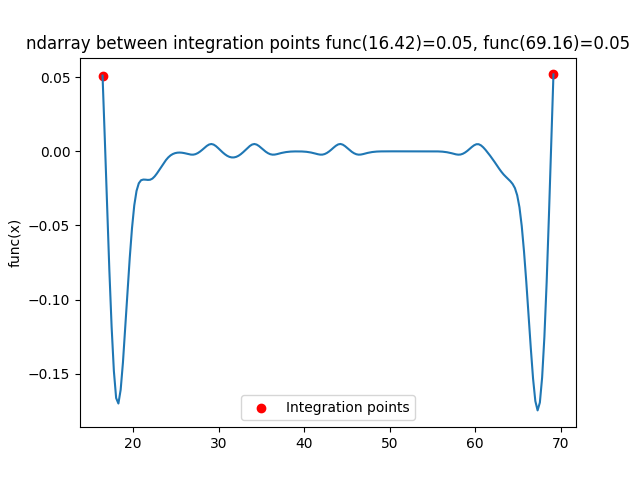 ndarray between integration points func(16.42)=0.05, func(69.16)=0.05
0.05
0.00
−0.05
−0.10
−0.15
func(x)
Integration points
20 30 40 50 60 70